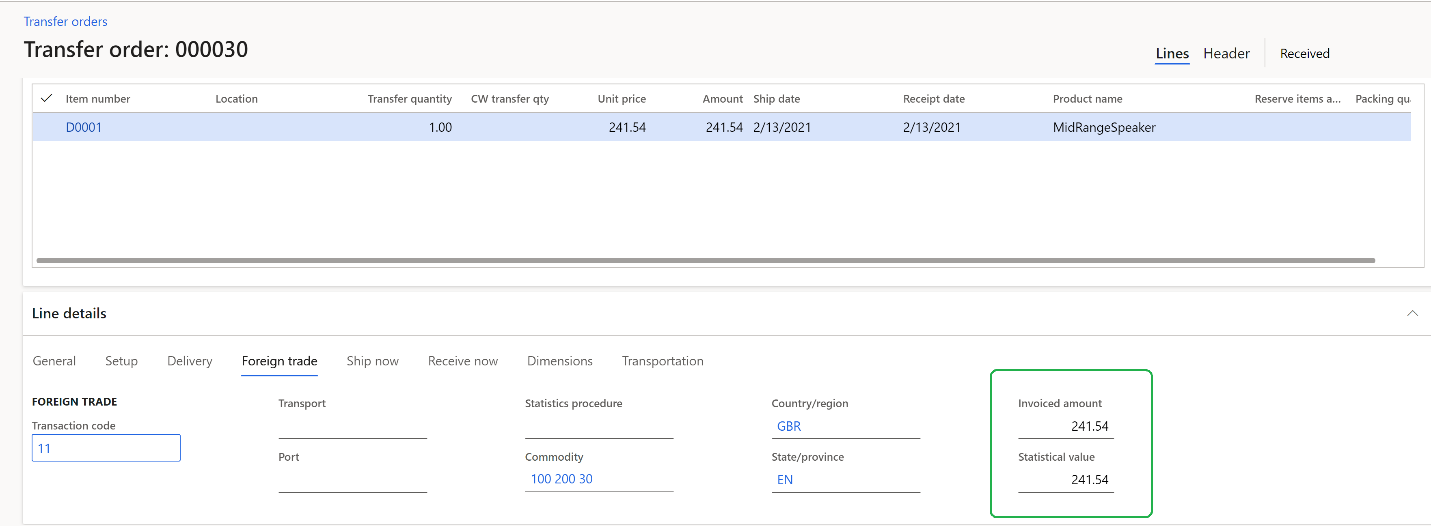 Transfer orders
Transfer order: 000030
Lines Header Received
Item number Location Transfer quantity CW transfer qty Unit price Amount Ship date Receipt date Product name Reserve items a... Packing qu
D0001 1.00 241.54 241.54 2/13/2021 2/13/2021 MidRangeSpeaker
Line details
General Setup Delivery Foreign trade Ship now Receive now Dimensions Transportation
FOREIGN TRADE Transport Statistics procedure Country/region Invoiced amount
Transaction code
GBR 241.54
11
Port Commodity State/province Statistical value
100 200 30 EN 241.54